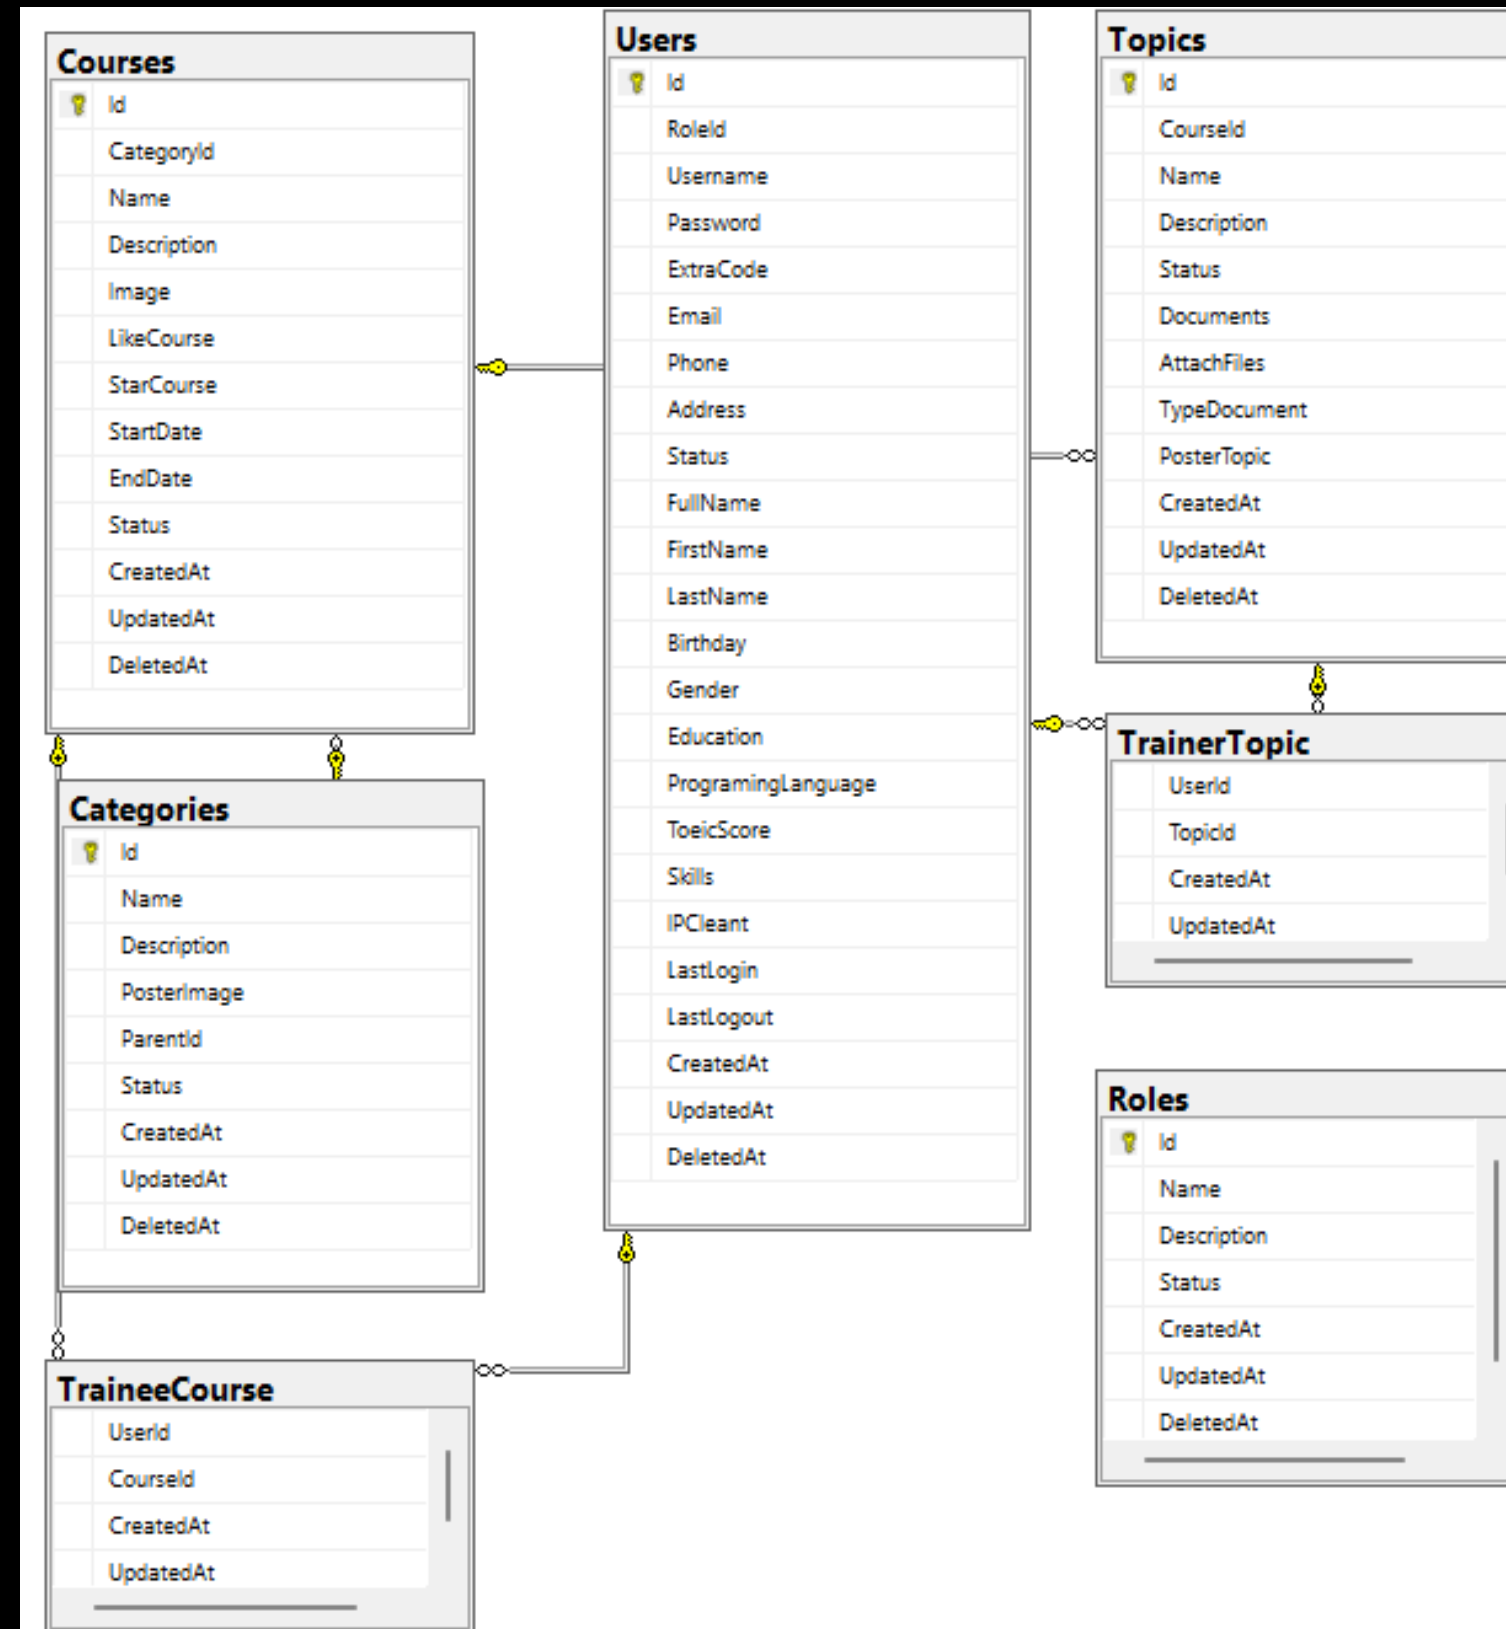 Courses
Id
CategoryId
Name
Description
Image
LikeCourse
StarCourse
StartDate
EndDate
Status
CreatedAt
UpdatedAt
DeletedAt
Categories
Id
Name
Description
PosterImage
ParentId
Status
CreatedAt
UpdatedAt
DeletedAt
TraineeCourse
UserId
CourseId
CreatedAt
UpdatedAt
Users
Id
RoleId
Username
Password
ExtraCode
Email
Phone
Address
Status
FullName
FirstName
LastName
Birthday
Gender
Education
ProgramingLanguage
ToeicScore
Skills
IPCleant
LastLogin
LastLogout
CreatedAt
UpdatedAt
DeletedAt
Topics
Id
CourseId
Name
Description
Status
Documents
AttachFiles
TypeDocument
PosterTopic
CreatedAt
UpdatedAt
DeletedAt
TrainerTopic
UserId
TopicId
CreatedAt
UpdatedAt
Roles
Id
Name
Description
Status
CreatedAt
UpdatedAt
DeletedAt